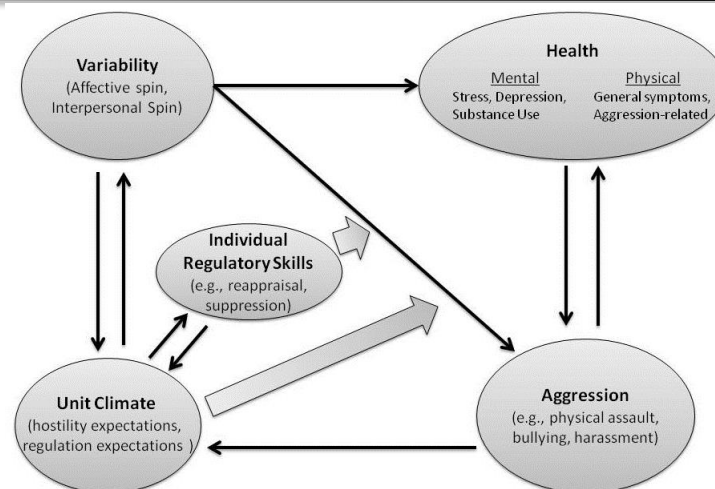 Variability
(Affective spin,
Interpersonal Spin)
Health
Mental
Stress, Depression,
Substance Use
Physical
General symptoms,
Aggression-related
Individual
Regulatory Skills
(e.g., reappraisal,
suppression)
Unit Climate
(hostility expectations,
regulation expectations )
Aggression
(e.g., physical assault,
bullying, harassment)